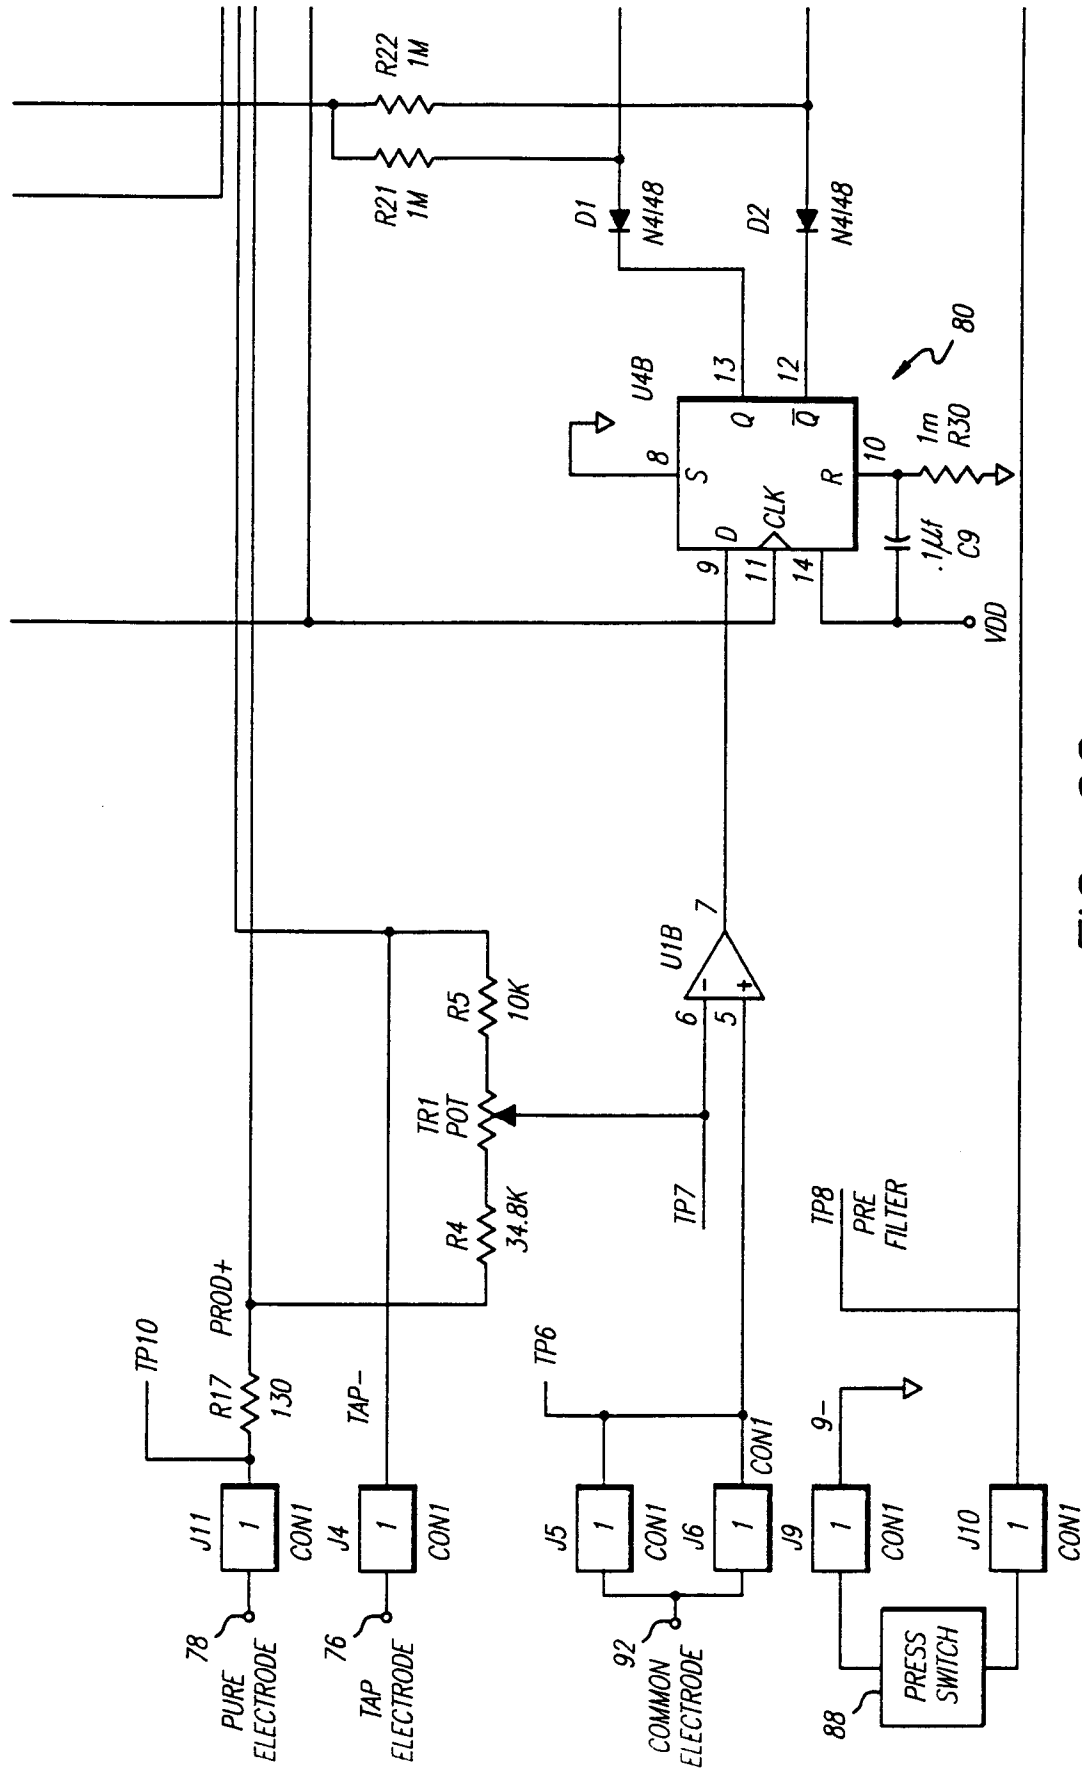 R22
1M
R21
1M
D1
N4148
D2
N4148
U4B
13
12
Q
Q̅
8
S
R
10
D
CLK
9
11
14
1m
R30
.1µf
C9
80
VDD
R5
10K
TR1
POT
R4
34.8K
U1B
7
6
5
-
+
TP7
TP8
PRE
FILTER
TP10
PROD+
R17
130
TAP-
TP6
9-
J11
1
CON1
J4
1
CON1
J5
1
CON1
J6
1
CON1
J9
1
CON1
J10
1
CON1
78
PURE
ELECTRODE
76
TAP
ELECTRODE
92
COMMON
ELECTRODE
88
PRESS
SWITCH